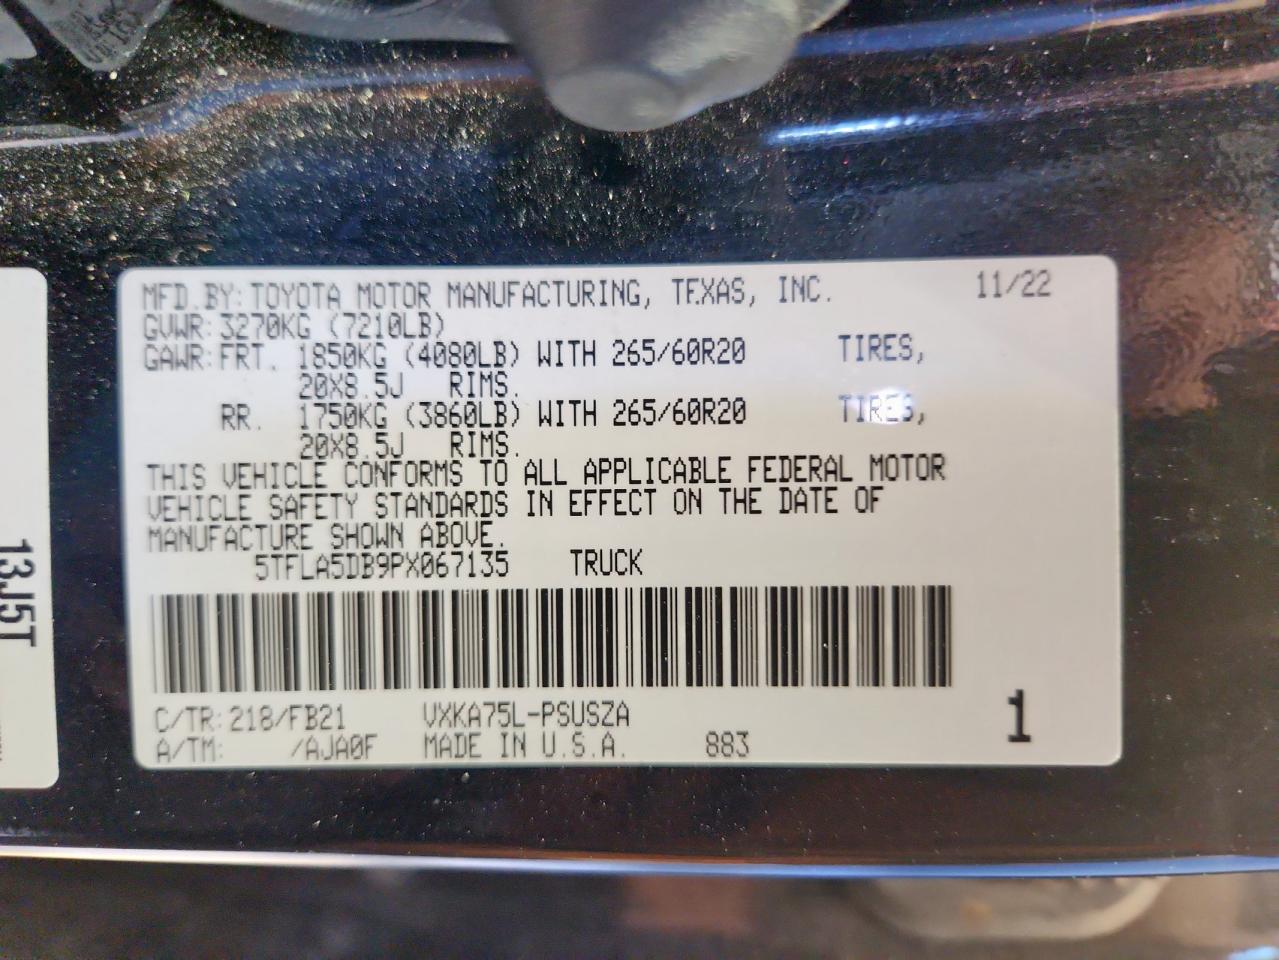 MFD. BY: TOYOTA MOTOR MANUFACTURING, TEXAS, INC. 11/22
GVWR: 3270KG (7210LB)
GAWR: FRT. 1850KG (4080LB) WITH 265/60R20 TIRES,
20X8.5J RIMS.
RR. 1750KG (3860LB) WITH 265/60R20 TIRES,
20X8.5J RIMS.
THIS VEHICLE CONFORMS TO ALL APPLICABLE FEDERAL MOTOR
VEHICLE SAFETY STANDARDS IN EFFECT ON THE DATE OF
MANUFACTURE SHOWN ABOVE.
5TFLA5DB9PX067135 TRUCK
C/TR: 218/FB21 VXKA75L-PSUSZA
A/TM: /AJA0F MADE IN U.S.A. 883
1
13J5T